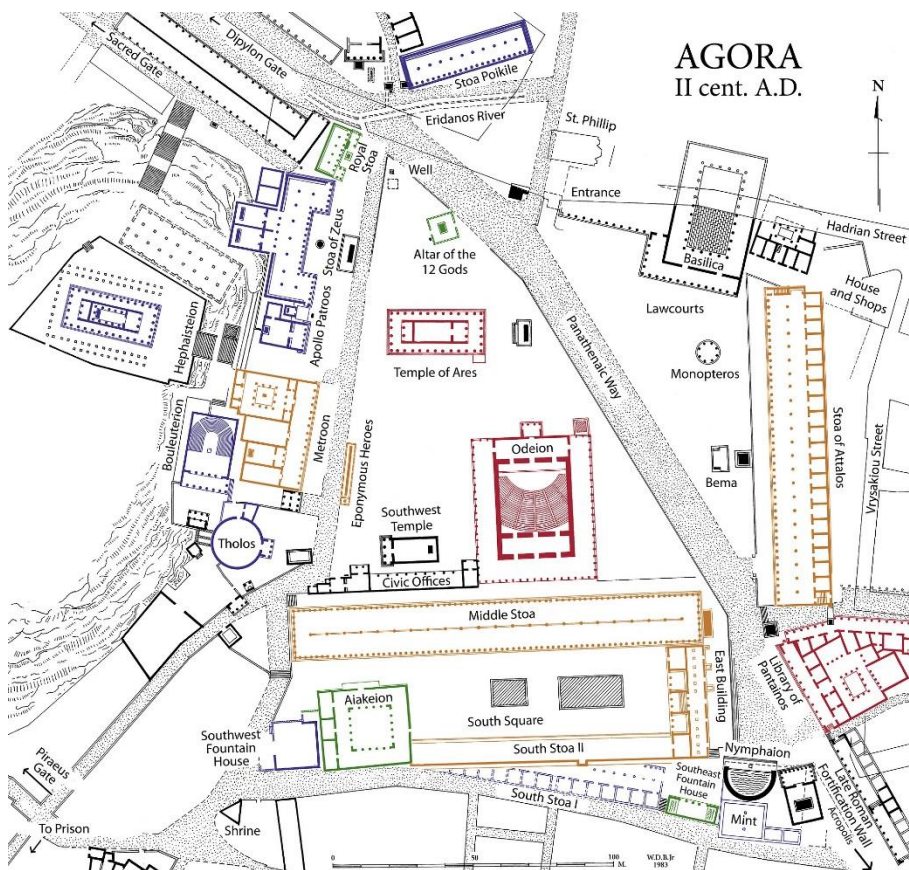 AGORA
II cent. A.D.
N
Sacred Gate
Dipylon Gate
Stoa Poikile
Eridanos River
St. Phillip
Royal
Stoa
Well
Entrance
Hadrian Street
Altar of the
12 Gods
Stoa of Zeus
Basilica
House
and Shops
Lawcourts
Hephaisteion
Apollo Patroos
Panathenaic Way
Temple of Ares
Monopteros
Bouleuterion
Metroon
Eponymous Heroes
Odeion
Bema
Stoa of Attalos
Vrysakiou Street
Southwest
Temple
Tholos
Civic Offices
Middle Stoa
East Building
Library of
Pantainos
Aiakeion
South Square
Southwest
Fountain
House
South Stoa II
Nymphaion
Piraeus
Gate
South Stoa I
Southeast
Fountain
House
Mint
Late Roman
Fortification Wall
Acropolis
To Prison
Shrine
0 50 100
M.
W.D.B.Jr
1983